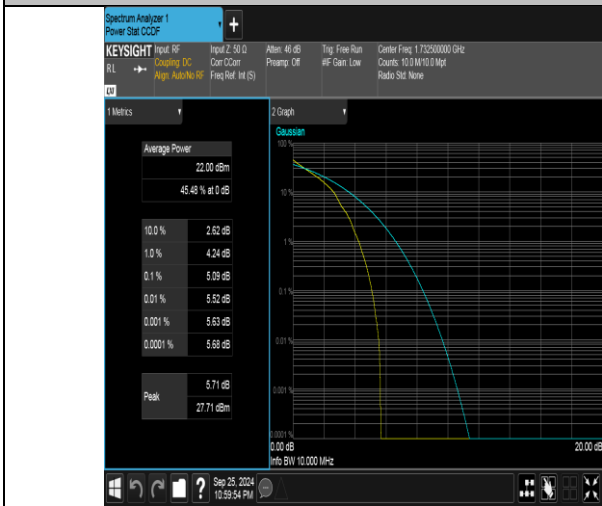 Spectrum Analyzer 1
Power Stat CCDF
+
KEYSIGHT
RL
Input: RF
Coupling: DC
Align: Auto/No RF
Input Z: 50 Ω
Corr CCorr
Freq Ref: Int (S)
Atten: 46 dB
Preamp: Off
Trig: Free Run
#IF Gain: Low
Center Freq: 1.732500000 GHz
Counts: 10.0 M/10.0 Mpt
Radio Std: None
LXI
1 Metrics
Average Power
22.00 dBm
45.48 % at 0 dB
10.0 % 2.62 dB
1.0 % 4.24 dB
0.1 % 5.09 dB
0.01 % 5.52 dB
0.001 % 5.63 dB
0.0001 % 5.68 dB
Peak
5.71 dB
27.71 dBm
2 Graph
Gaussian
100 %
10 %
1 %
0.1 %
0.01 %
0.001 %
0.0001 %
0.00 dB
20.00 dB
Info BW 10.000 MHz
?
Sep 25, 2024
10:59:54 PM